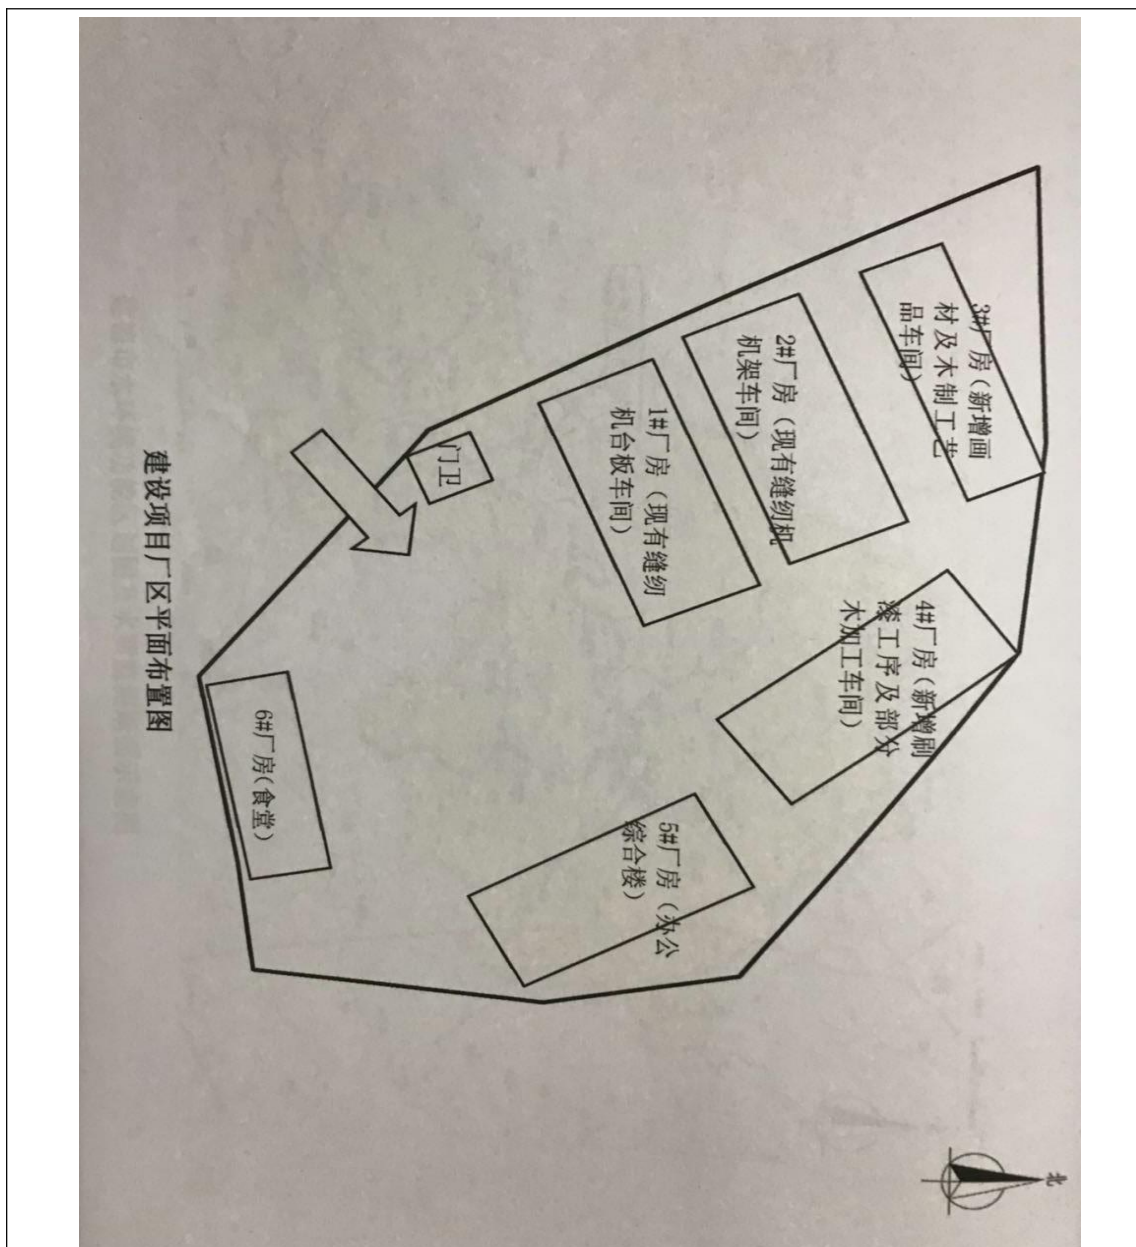 3#厂房(新增画
材及木制工艺
品车间)
2#厂房(现有缝纫机
机架车间)
1#厂房(现有缝纫
机台板车间)
门卫
4#厂房(新增刷
漆工序及部分
木加工车间)
5#厂房(办公
综合楼)
6#厂房(食堂)
北
建设项目厂区平面布置图